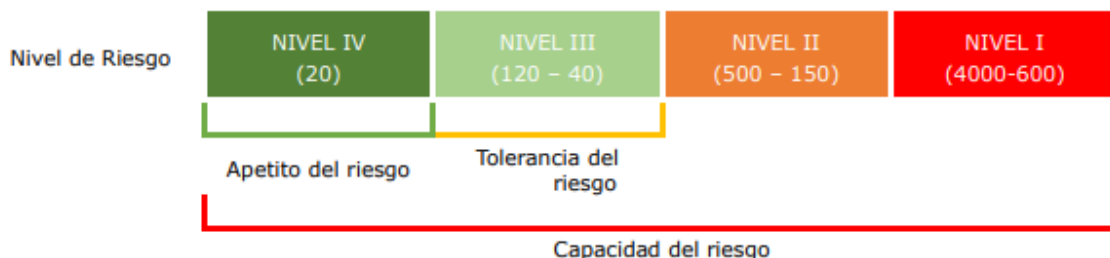 Nivel de Riesgo
NIVEL IV
(20)
NIVEL III
(120 – 40)
NIVEL II
(500 – 150)
NIVEL I
(4000-600)
Apetito del riesgo
Tolerancia del
riesgo
Capacidad del riesgo